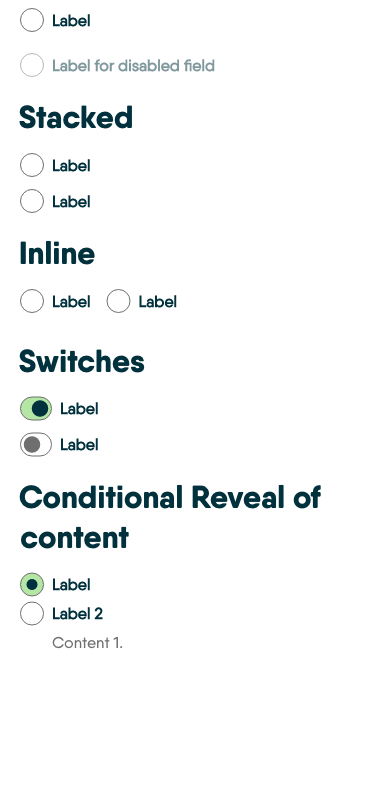 Label
Label for disabled field
Stacked
Label
Label
Inline
Label Label
Switches
Label
Label
Conditional Reveal of
content
Label
Label 2
Content 1.